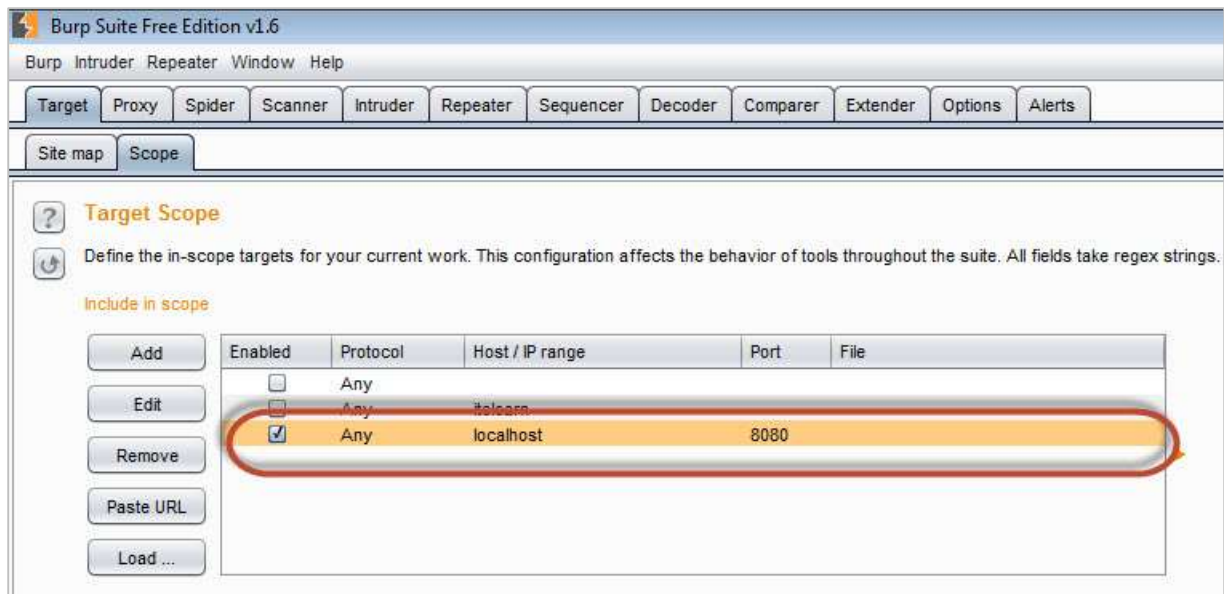 Burp Suite Free Edition v1.6
Burp Intruder Repeater Window Help
Target Proxy Spider Scanner Intruder Repeater Sequencer Decoder Comparer Extender Options Alerts
Site map Scope
?
Target Scope
Define the in-scope targets for your current work. This configuration affects the behavior of tools throughout the suite. All fields take regex strings.
Include in scope
Add
Edit
Remove
Paste URL
Load ...
Enabled Protocol Host / IP range Port File
Any
Any
Any localhost 8080